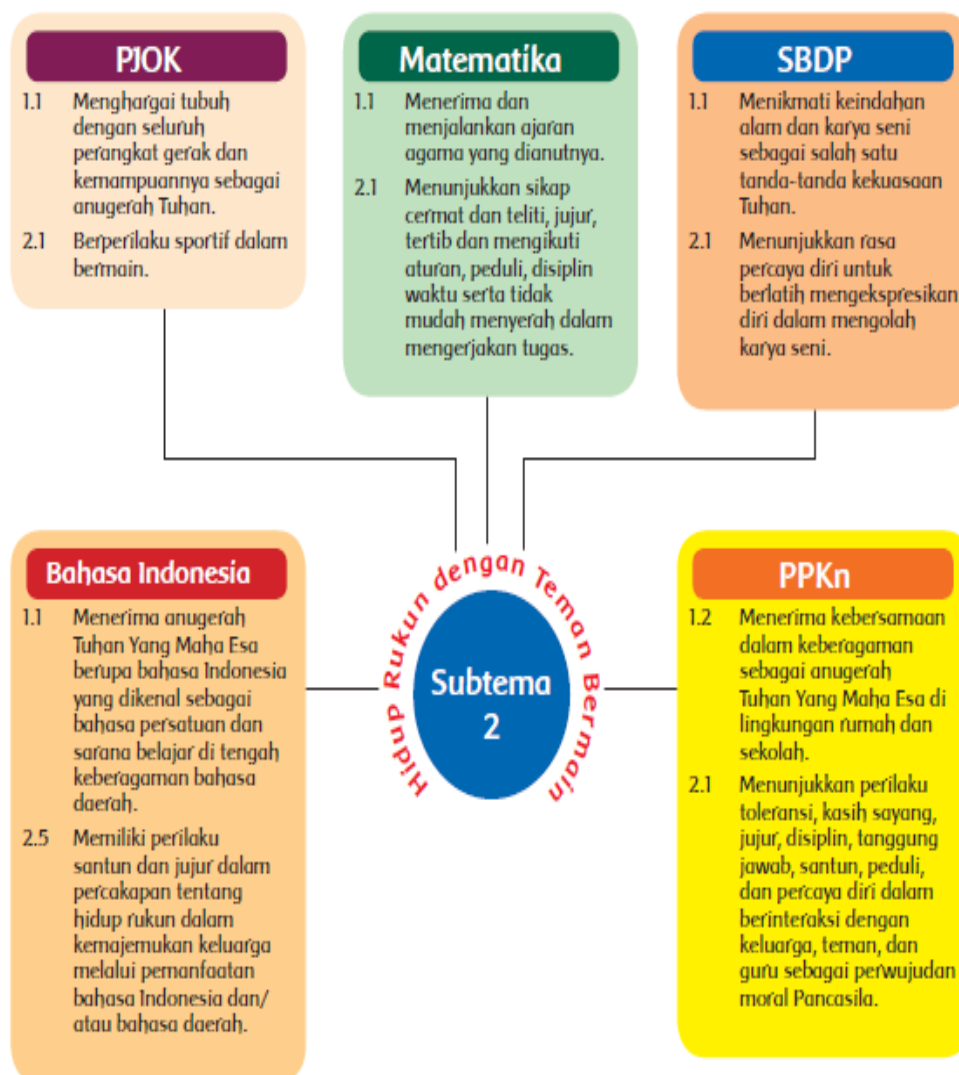 PJOK
1.1 Menghargai tubuh
dengan seluruh
perangkat gerak dan
kemampuannya sebagai
anugerah Tuhan.
2.1 Berperilaku sportif dalam
bermain.
Matematika
1.1 Menerima dan
menjalankan ajaran
agama yang dianutnya.
2.1 Menunjukkan sikap
cermat dan teliti, jujur,
tertib dan mengikuti
aturan, peduli, disiplin
waktu serta tidak
mudah menyerah dalam
mengerjakan tugas.
SBDP
1.1 Menikmati keindahan
alam dan karya seni
sebagai salah satu
tanda-tanda kekuasaan
Tuhan.
2.1 Menunjukkan rasa
percaya diri untuk
berlatih mengekspresikan
diri dalam mengolah
karya seni.
Bahasa Indonesia
1.1 Menerima anugerah
Tuhan Yang Maha Esa
berupa bahasa Indonesia
yang dikenal sebagai
bahasa persatuan dan
sarana belajar di tengah
keberagaman bahasa
daerah.
2.5 Memiliki perilaku
santun dan jujur dalam
percakapan tentang
hidup rukun dalam
kemajemukan keluarga
melalui pemanfaatan
bahasa Indonesia dan/
atau bahasa daerah.
Hidup Rukun dengan Teman Bermain
Subtema
2
PPKn
1.2 Menerima kebersamaan
dalam keberagaman
sebagai anugerah
Tuhan Yang Maha Esa di
lingkungan rumah dan
sekolah.
2.1 Menunjukkan perilaku
toleransi, kasih sayang,
jujur, disiplin, tanggung
jawab, santun, peduli,
dan percaya diri dalam
berinteraksi dengan
keluarga, teman, dan
guru sebagai perwujudan
moral Pancasila.